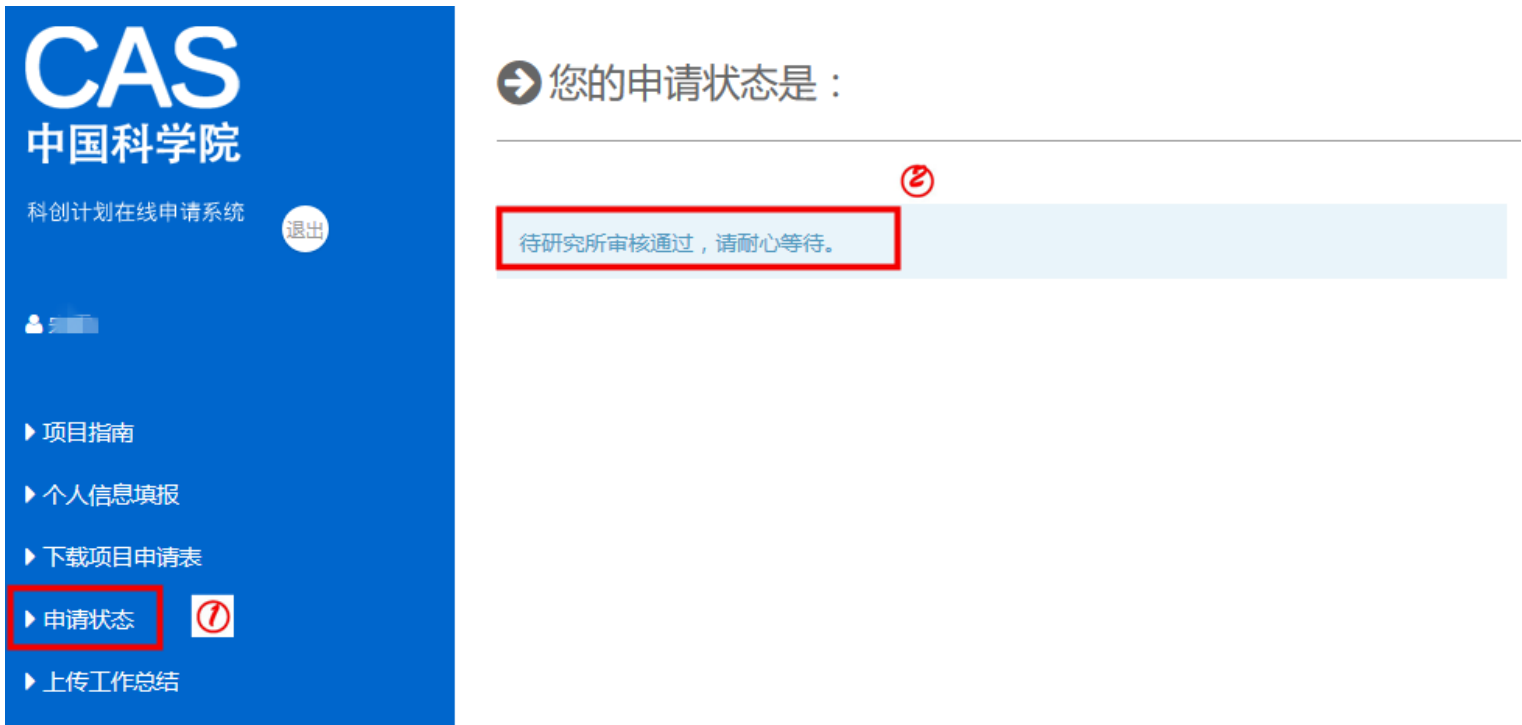 CAS
中国科学院
科创计划在线申请系统
退出
项目指南
个人信息填报
下载项目申请表
申请状态
①
上传工作总结
您的申请状态是：
②
待研究所审核通过，请耐心等待。